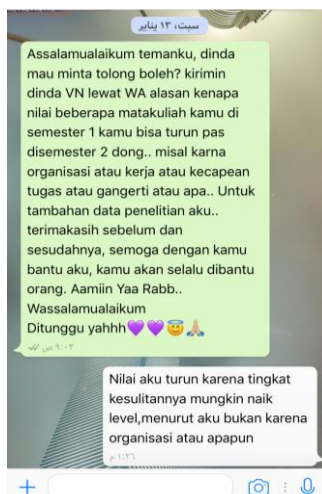 سبت، ١٣ يناير
Assalamualaikum temanku, dinda
mau minta tolong boleh? kirimin
dinda VN lewat WA alasan kenapa
nilai beberapa matakuliah kamu di
semester 1 kamu bisa turun pas
disemester 2 dong.. misal karna
organisasi atau kerja atau kecapean
tugas atau gangerti atau apa.. Untuk
tambahan data penelitian aku..
terimakasih sebelum dan
sesudahnya, semoga dengan kamu
bantu aku, kamu akan selalu dibantu
orang. Aamiin Yaa Rabb..
Wassalamualaikum
Ditunggu yahhh💜💜😇🙏🏼
٩:٠٢ ص
Nilai aku turun karena tingkat
kesulitannya mungkin naik
level,menurut aku bukan karena
organisasi atau apapun
١:٢٦ م